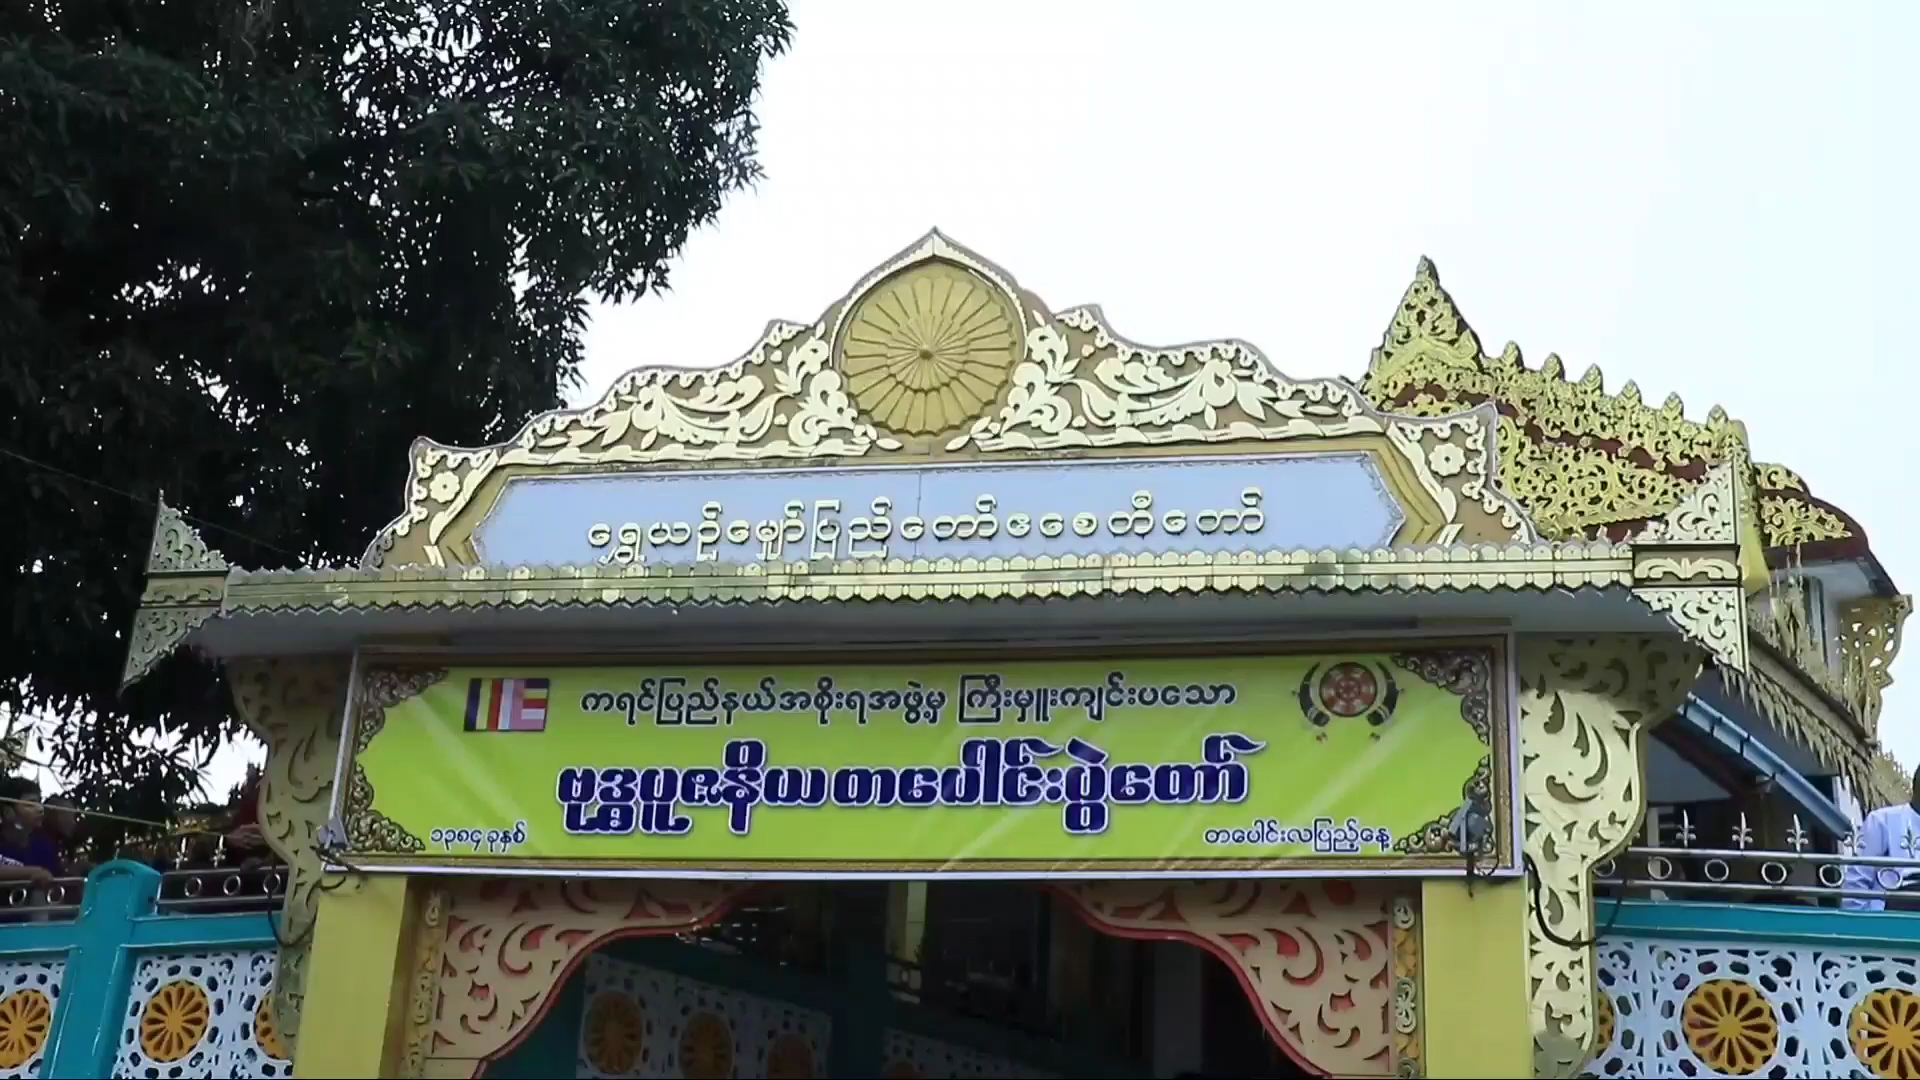 ရွှေယဉ်မျှော်ပြည်တော်ဧစေတီတော်
ကရင်ပြည်နယ်အစိုးရအဖွဲ့မှ ကြီးမှူးကျင်းပသော
ဗုဒ္ဓပူဇနိယတပေါင်းပွဲတော်
၁၃၈၄ ခုနှစ်
တပေါင်းလပြည့်နေ့